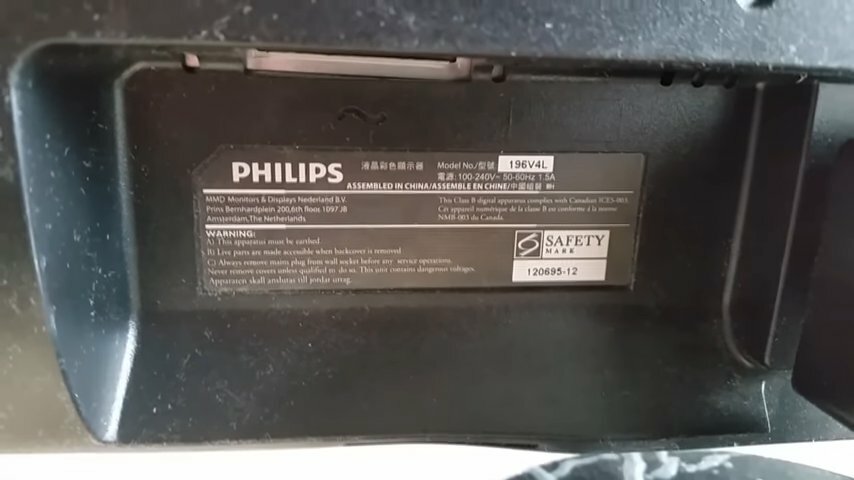 PHILIPS 液晶彩色顯示器 Model No./型號: 196V4L
電源: 100-240V~ 50-60Hz 1.5A
ASSEMBLED IN CHINA/ASSEMBLE EN CHINE/中國組裝
MMD Monitors & Displays Nederland B.V.
Prins Bernhardplein 200,6th floor, 1097 JB
Amsterdam,The Netherlands
This Class B digital apparatus complies with Canadian ICES-003.
Cet appareil numérique de la classe B est conforme à la norme
NMB-003 du Canada.
WARNING:
A) This apparatus must be earthed.
B) Live parts are made accessible when backcover is removed
C) Always remove mains plug from wall socket before any service operations.
Never remove covers unless qualified to do so. This unit contains dangerous voltages.
Apparaten skall anslutas till jordat uttag.
SAFETY
MARK
120695-12